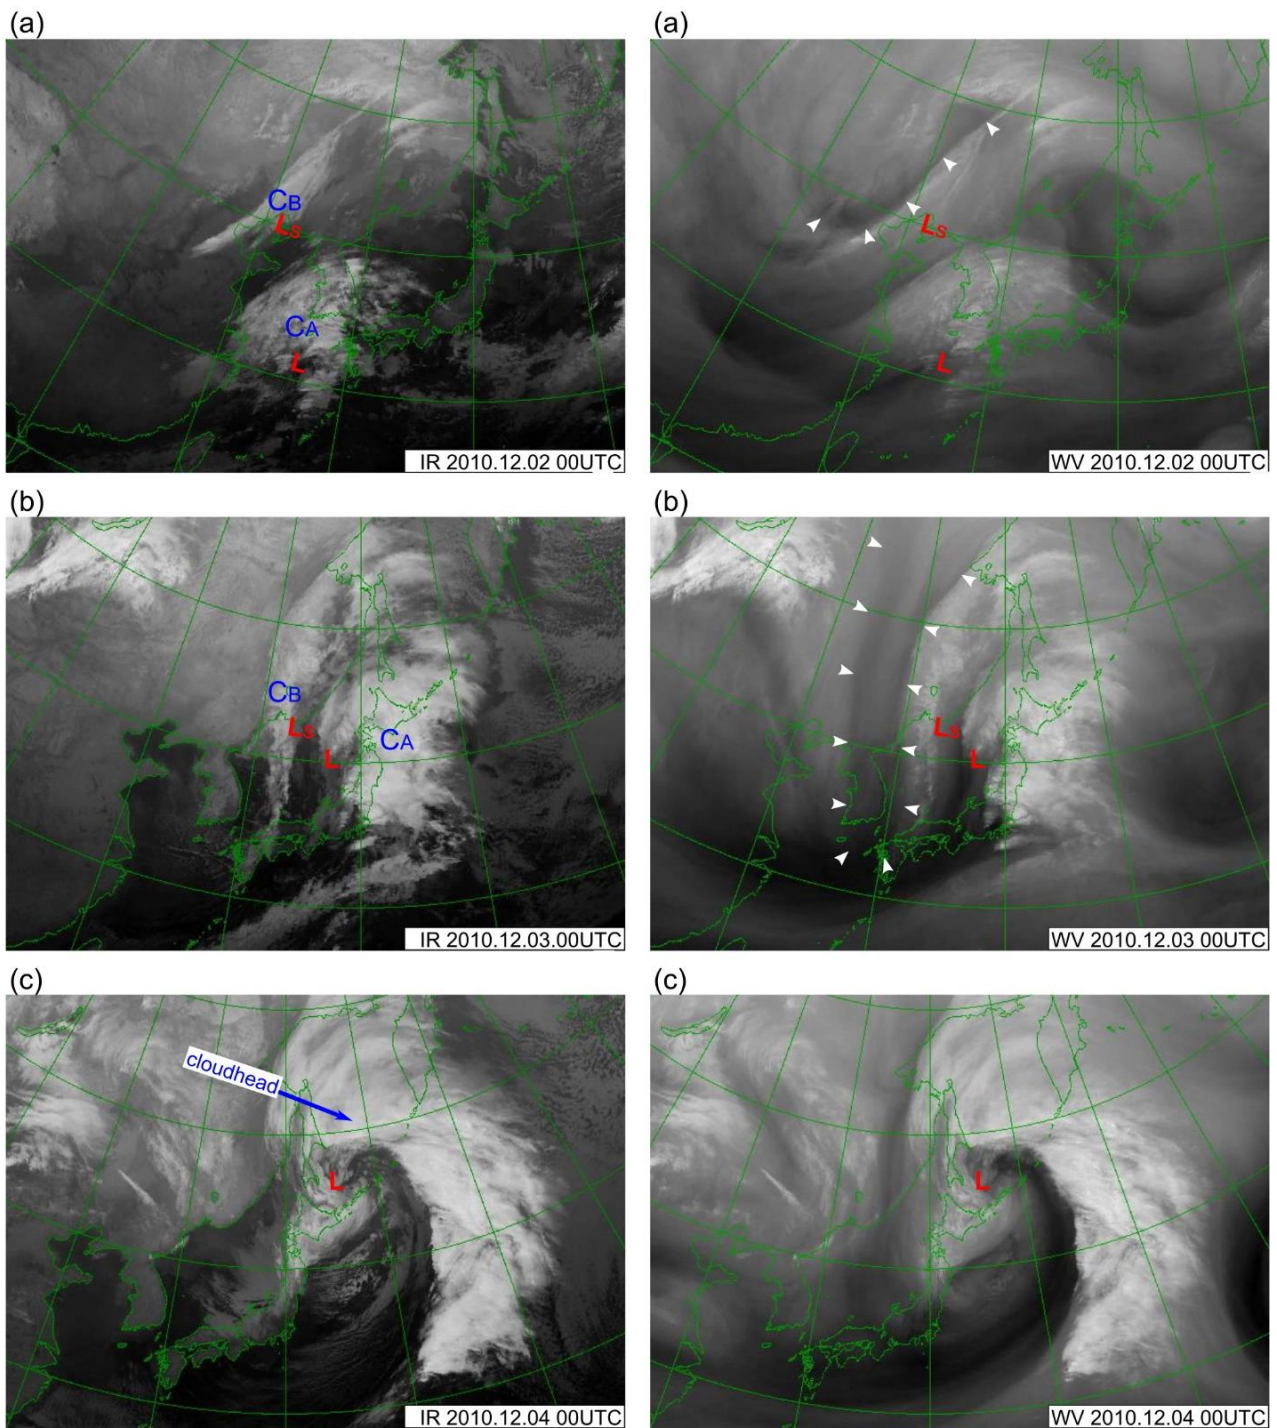 (a)
(a)
CB
LS
LS
CA
L
L
IR 2010.12.02 00UTC
WV 2010.12.02 00UTC
(b)
(b)
CB
LS
LS
CA
L
L
IR 2010.12.03.00UTC
WV 2010.12.03 00UTC
(c)
(c)
cloudhead
L
L
IR 2010.12.04 00UTC
WV 2010.12.04 00UTC